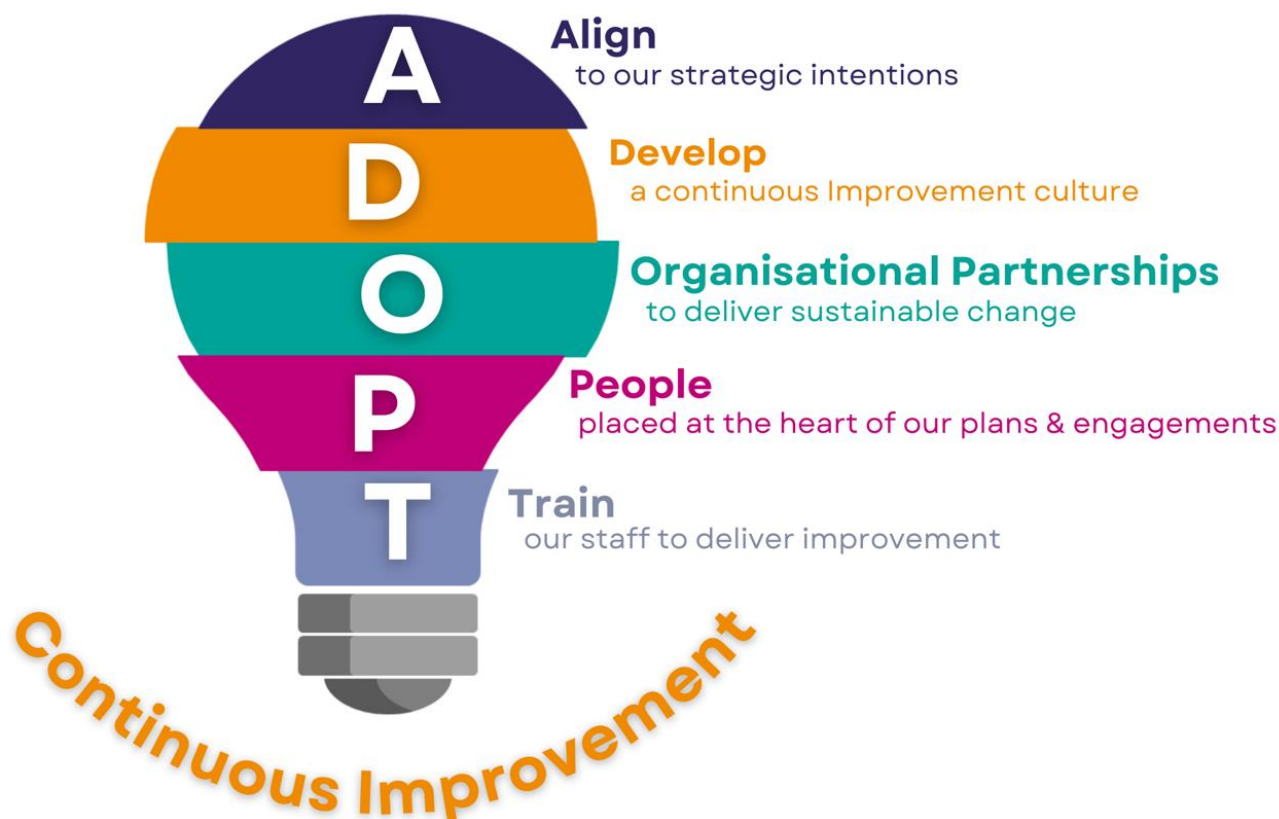 A
Align
to our strategic intentions
D
Develop
a continuous Improvement culture
O
Organisational Partnerships
to deliver sustainable change
P
People
placed at the heart of our plans & engagements
T
Train
our staff to deliver improvement
Continuous Improvement